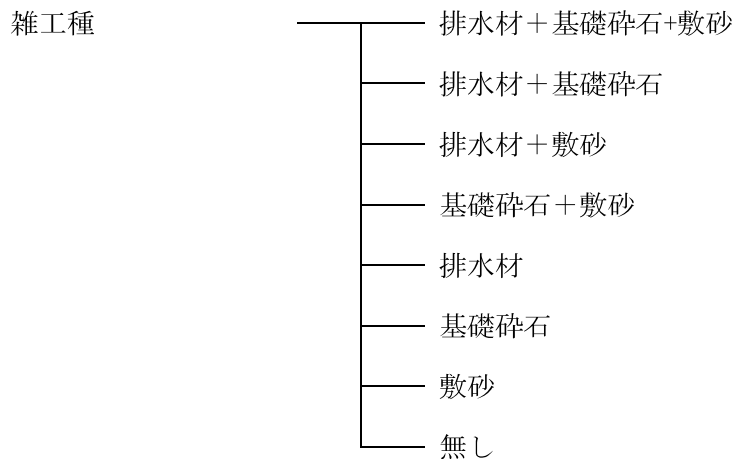 雑工種
排水材＋基礎砕石+敷砂
排水材＋基礎砕石
排水材＋敷砂
基礎砕石＋敷砂
排水材
基礎砕石
敷砂
無し